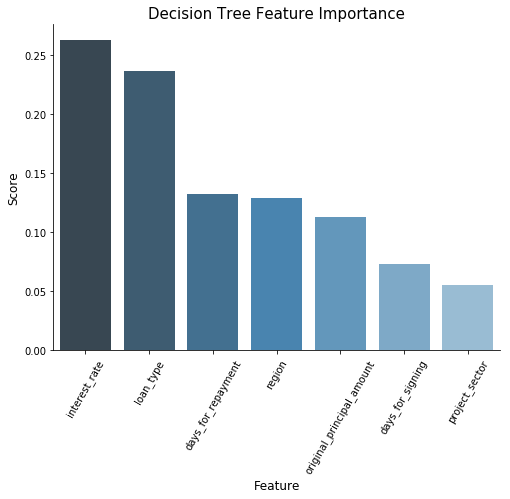 Decision Tree Feature Importance
Score
0.25
0.20
0.15
0.10
0.05
0.00
interest_rate
loan_type
days_for_repayment
region
original_principal_amount
days_for_signing
project_sector
Feature